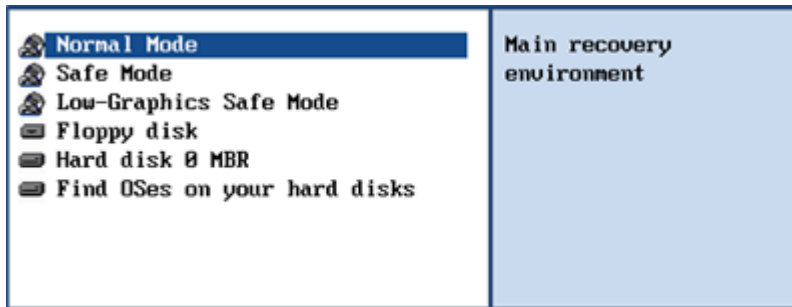 Normal Mode
Safe Mode
Low-Graphics Safe Mode
Floppy disk
Hard disk 0 MBR
Find OSes on your hard disks
Main recovery
environment